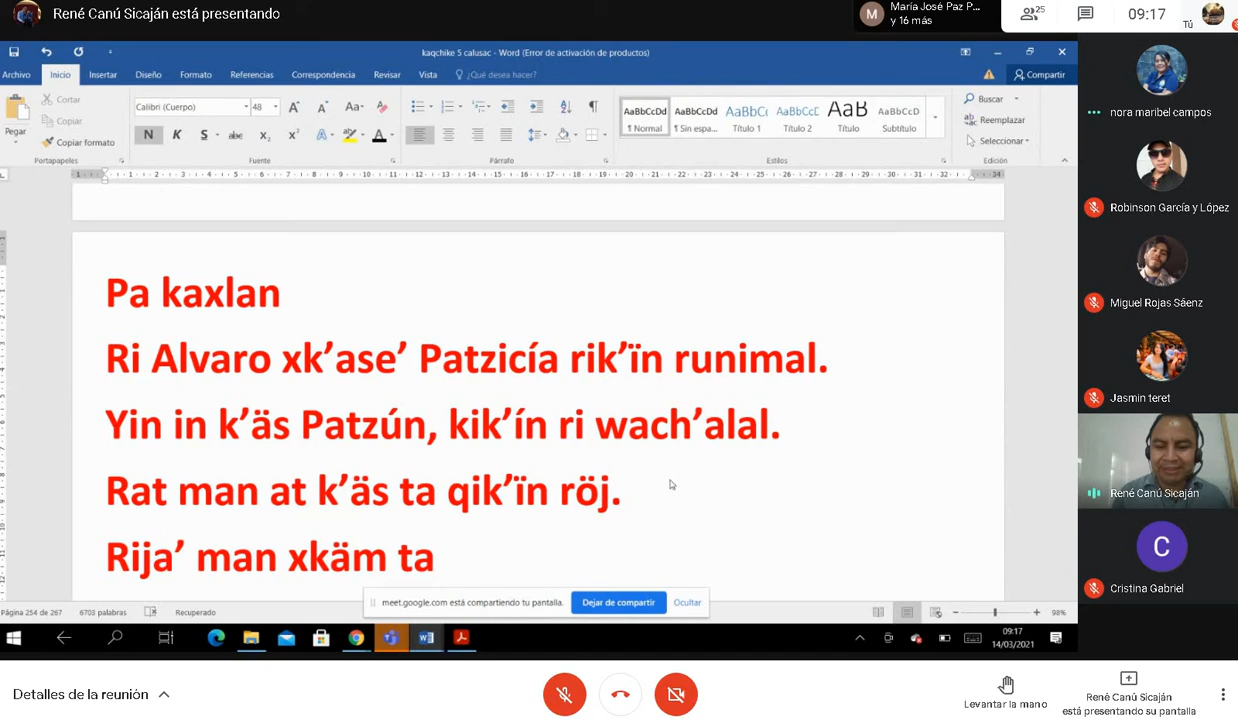 René Canú Sicaján está presentando
María José Paz P...
y 16 más
25
09:17
Tú
kaqchike 5 calusac - Word (Error de activación de productos)
Archivo Inicio Insertar Diseño Formato Referencias Correspondencia Revisar Vista ¿Qué desea hacer? Compartir
Pegar
Cortar
Copiar
Copiar formato
Portapapeles
Calibri (Cuerpo) 48
N K S abc X₂ X² A A
Fuente
Párrafo
AaBbCcDd AaBbCcDd AaBbCc AaBbCcD AaB AaBbCcD
¶ Normal ¶ Sin espa... Título 1 Título 2 Título Subtítulo
Estilos
Buscar
Reemplazar
Seleccionar
Edición
Pa kaxlan
Ri Alvaro xk’ase’ Patzicía rik’ïn runimal.
Yin in k’äs Patzún, kik’ín ri wach’alal.
Rat man at k’äs ta qik’ïn röj.
Rija’ man xkäm ta
meet.google.com está compartiendo tu pantalla.
Dejar de compartir
Ocultar
Página 254 de 267 6703 palabras Recuperado 98%
09:17
14/03/2021
nora maribel campos
Robinson García y López
Miguel Rojas Sáenz
Jasmin teret
René Canú Sicaján
C
Cristina Gabriel
Detalles de la reunión
Levantar la mano
René Canú Sicaján
está presentando su pantalla